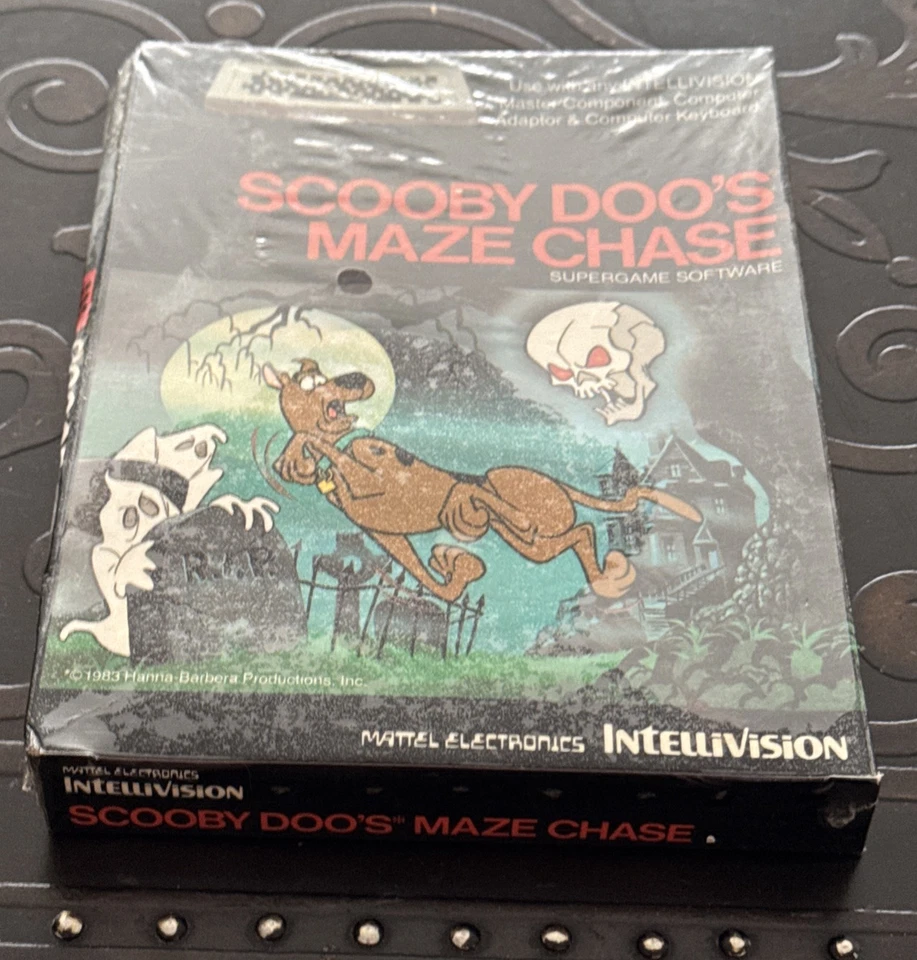 Use with any INTELLIVISION
Master Component, Computer
Adaptor & Computer Keyboard
SCOOBY DOO'S
MAZE CHASE
SUPERGAME SOFTWARE
R.I.P.
*©1983 Hanna-Barbera Productions, Inc.
MATTEL ELECTRONICS INTELLIVISION
MATTEL ELECTRONICS
INTELLIVISION
SCOOBY DOO'S* MAZE CHASE